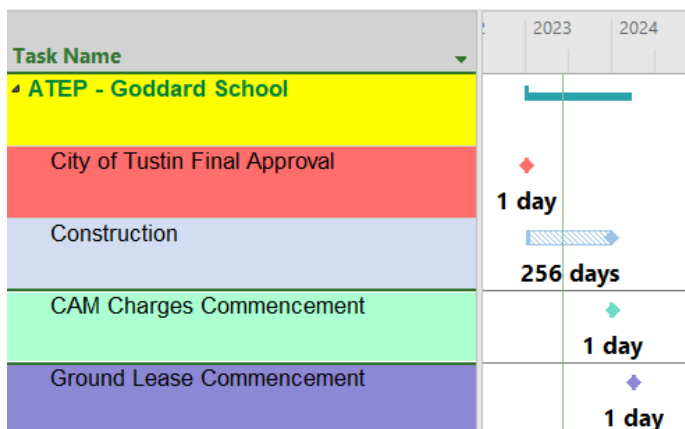 2023 2024
Task Name
ATEP - Goddard School
City of Tustin Final Approval
1 day
Construction
256 days
CAM Charges Commencement
1 day
Ground Lease Commencement
1 day